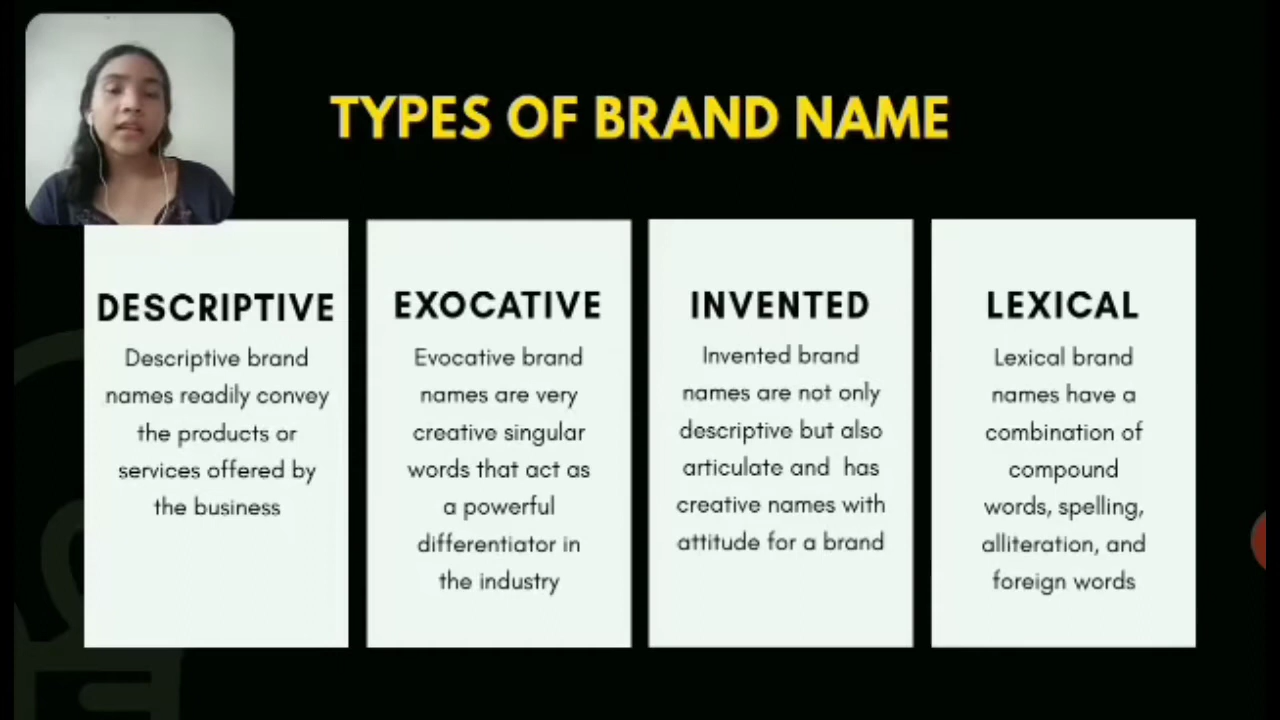 TYPES OF BRAND NAME
DESCRIPTIVE
Descriptive brand
names readily convey
the products or
services offered by
the business
EXOCATIVE
Evocative brand
names are very
creative singular
words that act as
a powerful
differentiator in
the industry
INVENTED
Invented brand
names are not only
descriptive but also
articulate and has
creative names with
attitude for a brand
LEXICAL
Lexical brand
names have a
combination of
compound
words, spelling,
alliteration, and
foreign words